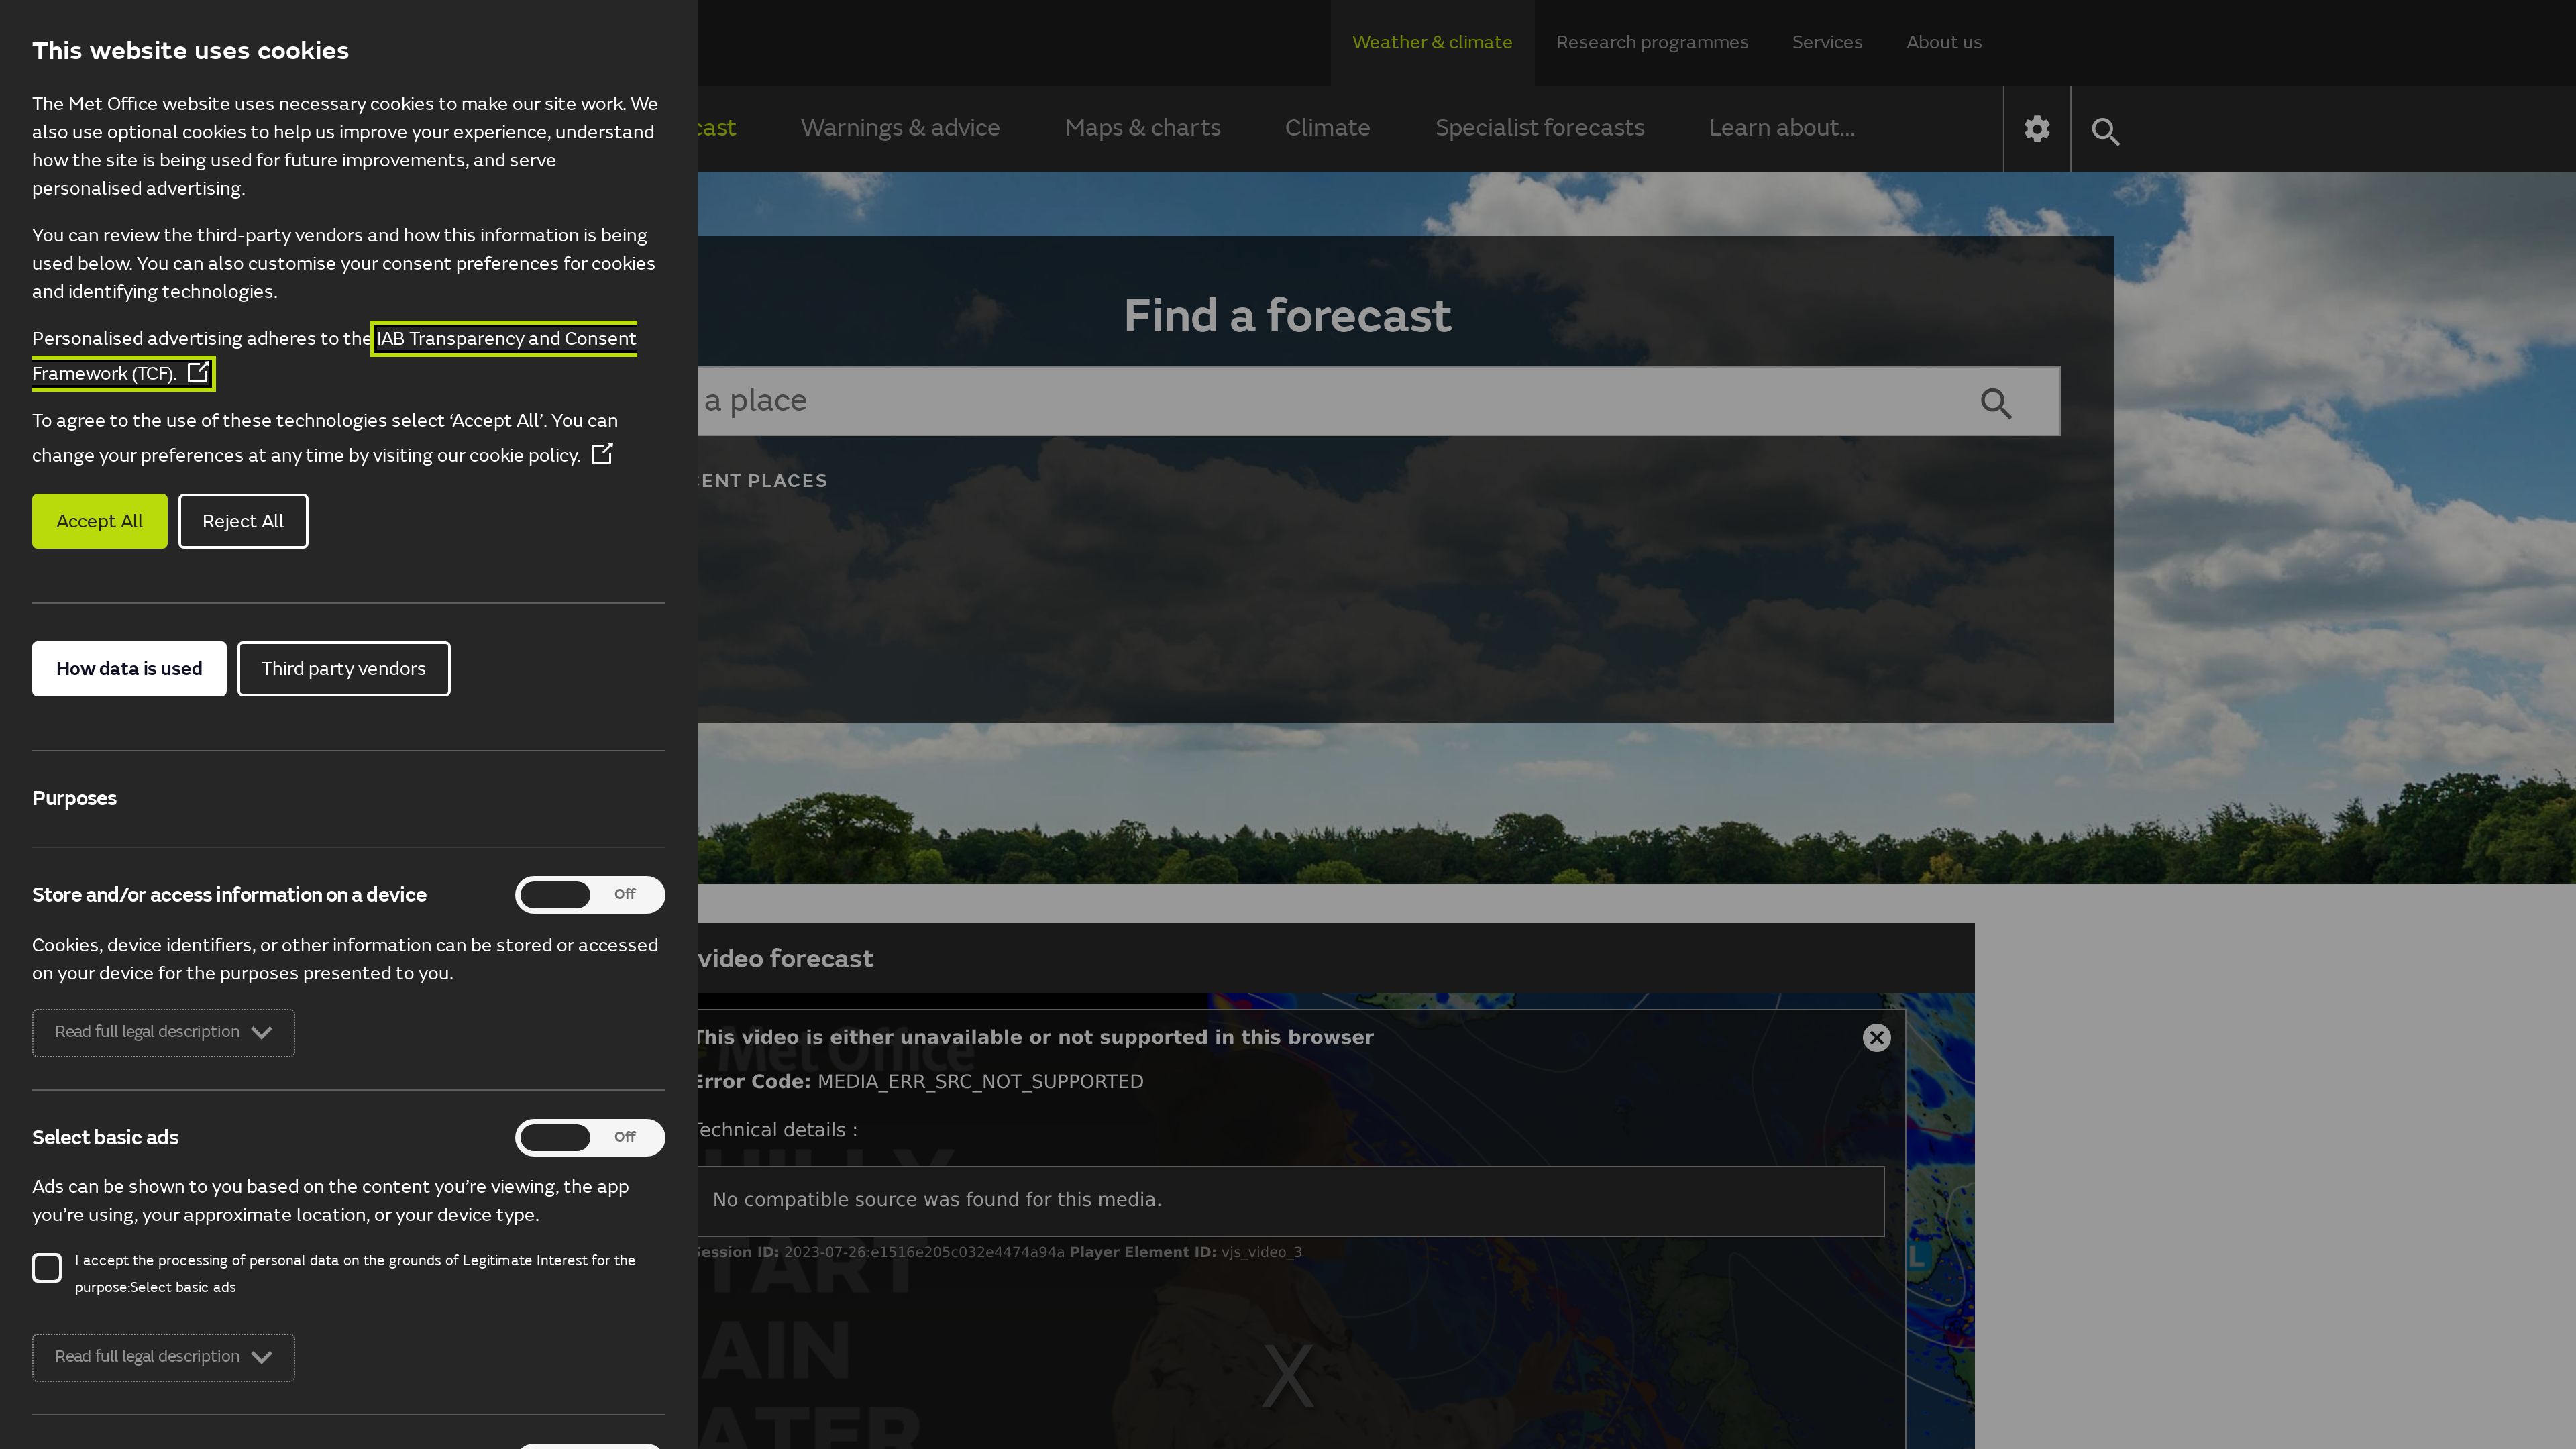 This website uses cookies
The Met Office website uses necessary cookies to make our site work. We
also use optional cookies to help us improve your experience, understand
how the site is being used for future improvements, and serve
personalised advertising.
You can review the third-party vendors and how this information is being
used below. You can also customise your consent preferences for cookies
and identifying technologies.
Personalised advertising adheres to the IAB Transparency and Consent
Framework (TCF).
To agree to the use of these technologies select ‘Accept All’. You can
change your preferences at any time by visiting our cookie policy.
Accept All Reject All
How data is used Third party vendors
Purposes
Store and/or access information on a device Off
Cookies, device identifiers, or other information can be stored or accessed
on your device for the purposes presented to you.
Read full legal description
Select basic ads Off
Ads can be shown to you based on the content you’re viewing, the app
you’re using, your approximate location, or your device type.
I accept the processing of personal data on the grounds of Legitimate Interest for the
purpose:Select basic ads
Read full legal description
Weather & climate Research programmes Services About us
cast Warnings & advice Maps & charts Climate Specialist forecasts Learn about...
Find a forecast
a place
CENT PLACES
video forecast
Met Office
This video is either unavailable or not supported in this browser
Error Code: MEDIA_ERR_SRC_NOT_SUPPORTED
Technical details :
No compatible source was found for this media.
Session ID: 2023-07-26:e1516e205c032e4474a94a Player Element ID: vjs_video_3
TART
AIN
ATER
X
L